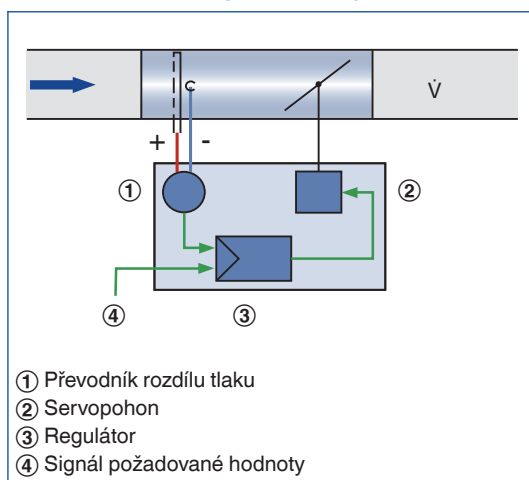 V̇
+ -
①
②
④
③
① Převodník rozdílu tlaku
② Servopohon
③ Regulátor
④ Signál požadované hodnoty